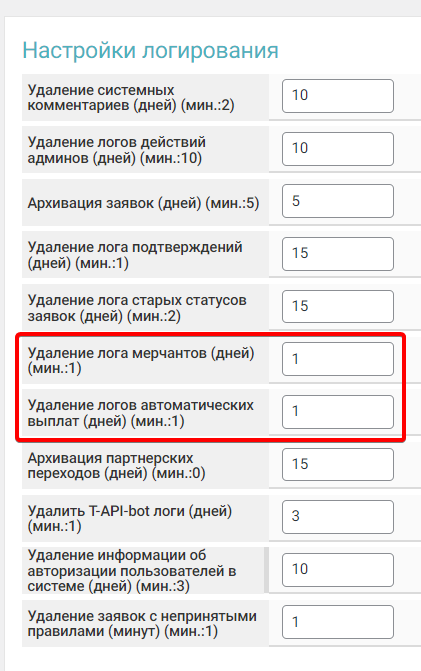 Настройки логирования
Удаление системных
комментариев (дней) (мин.:2)
10
Удаление логов действий
админов (дней) (мин.:10)
10
Архивация заявок (дней) (мин.:5)
5
Удаление лога подтверждений
(дней) (мин.:1)
15
Удаление лога старых статусов
заявок (дней) (мин.:2)
15
Удаление лога мерчантов (дней)
(мин.:1)
1
Удаление логов автоматических
выплат (дней) (мин.:1)
1
Архивация партнерских
переходов (дней) (мин.:0)
15
Удалить T-API-bot логи (дней)
(мин.:1)
3
Удаление информации об
авторизации пользователей в
системе (дней) (мин.:3)
10
Удаление заявок с непринятыми
правилами (минут) (мин.:1)
1